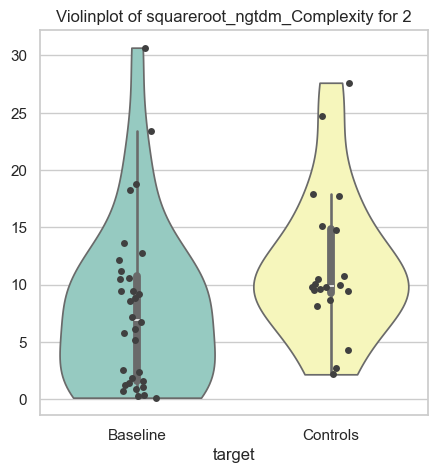 Violinplot of squareroot_ngtdm_Complexity for 2
30
25
20
15
10
5
0
Baseline Controls
target